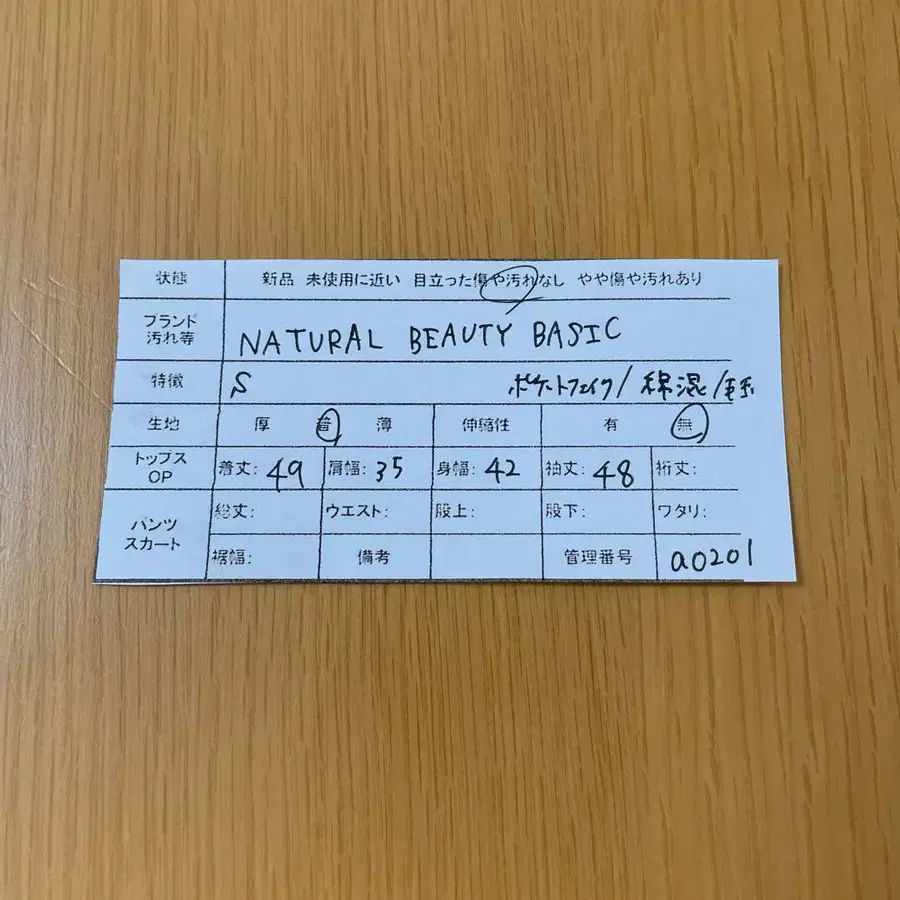 状態 新品 未使用に近い 目立った傷や汚れなし やや傷や汚れあり
ブランド
汚れ等 NATURAL BEAUTY BASIC
特徴 S ポケットフェイク/綿混/
生地 厚 普 薄 伸縮性 有 無
トップス
OP 着丈: 49 肩幅: 35 身幅: 42 袖丈: 48 裄丈:
パンツ
スカート 総丈: ウエスト: 股上: 股下: ワタリ:
裾幅: 備考 管理番号 a0201